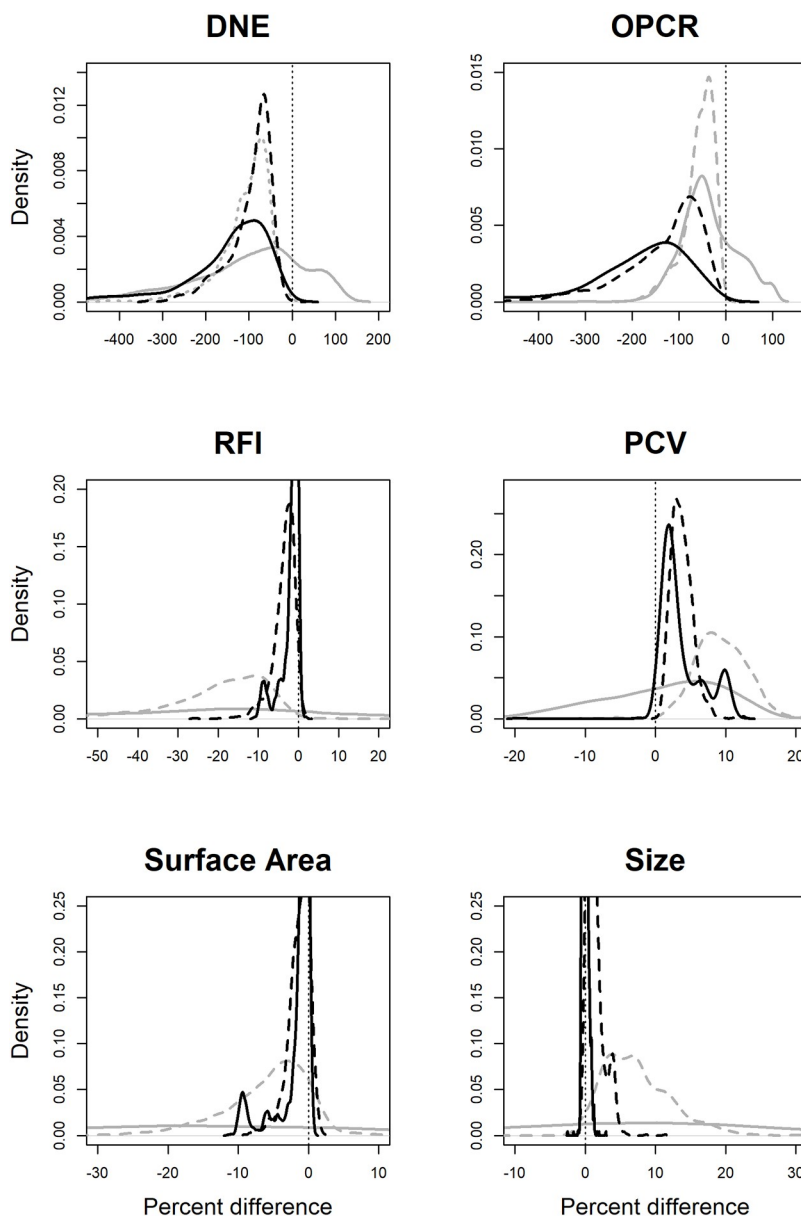 DNE
OPCR
Density
0.000 0.004 0.008 0.012
-400 -300 -200 -100 0 100 200
0.000 0.005 0.010 0.015
-400 -300 -200 -100 0 100
RFI
PCV
Density
0.00 0.05 0.10 0.15 0.20
-50 -40 -30 -20 -10 0 10 20
0.00 0.10 0.20
-20 -10 0 10 20
Surface Area
Size
Density
0.00 0.05 0.10 0.15 0.20 0.25
-30 -20 -10 0 10
0.00 0.05 0.10 0.15 0.20 0.25
-10 0 10 20 30
Percent difference
Percent difference